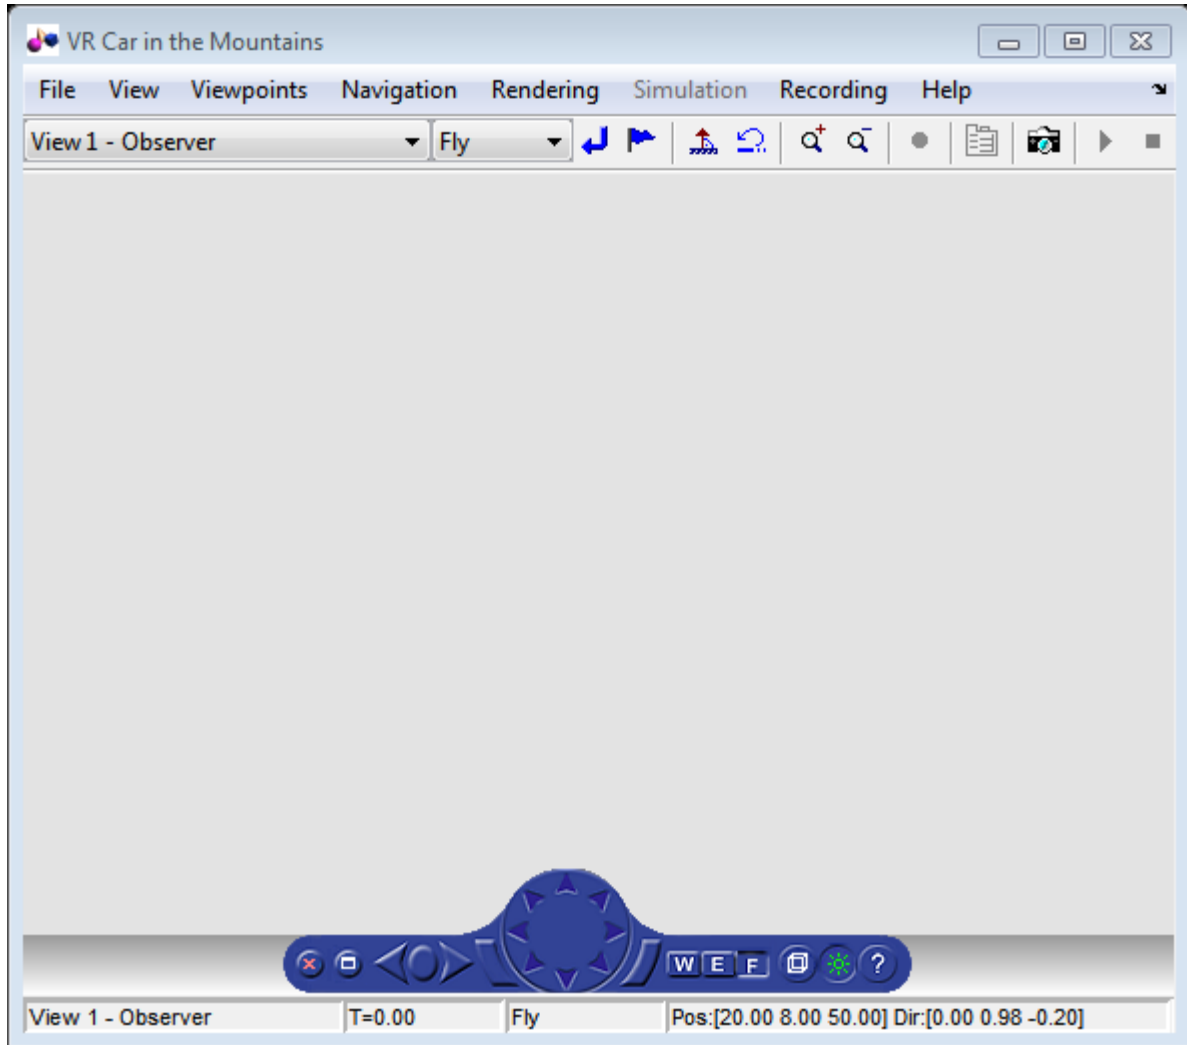 VR Car in the Mountains
File View Viewpoints Navigation Rendering Simulation Recording Help
View 1 - Observer Fly
W E F ?
View 1 - Observer T=0.00 Fly Pos:[20.00 8.00 50.00] Dir:[0.00 0.98 -0.20]